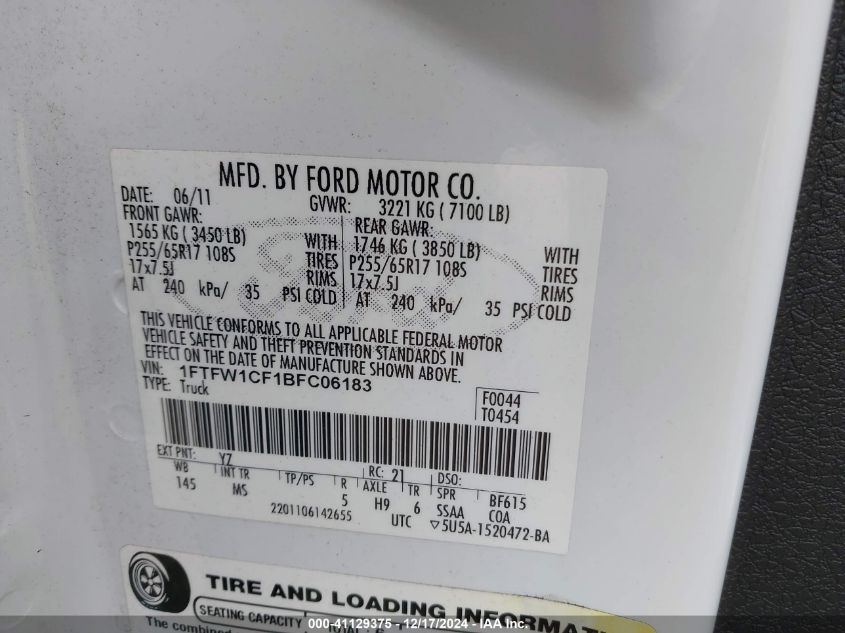 MFD. BY FORD MOTOR CO.
DATE: 06/11 GVWR: 3221 KG ( 7100 LB)
FRONT GAWR: REAR GAWR:
1565 KG ( 3450 LB) WITH 1746 KG ( 3850 LB) WITH
P255/65R17 108S TIRES P255/65R17 108S TIRES
17x7.5J RIMS 17x7.5J RIMS
AT 240 kPa/ 35 PSI COLD AT 240 kPa/ 35 PSI COLD
THIS VEHICLE CONFORMS TO ALL APPLICABLE FEDERAL MOTOR
VEHICLE SAFETY AND THEFT PREVENTION STANDARDS IN
EFFECT ON THE DATE OF MANUFACTURE SHOWN ABOVE.
VIN: 1FTFW1CF1BFC06183
TYPE: Truck
F0044
T0454
EXT PNT: YZ RC: 21 DSO:
WB INT TR TP/PS R AXLE TR SPR BF615
145 MS 5 H9 6 SSAA COA
2201106142655 UTC ▽5U5A-1520472-BA
TIRE AND LOADING INFORMAT
SEATING CAPACITY TOTAL: 6
The combined
000-41129375 - 12/17/2024 - IAA Inc.